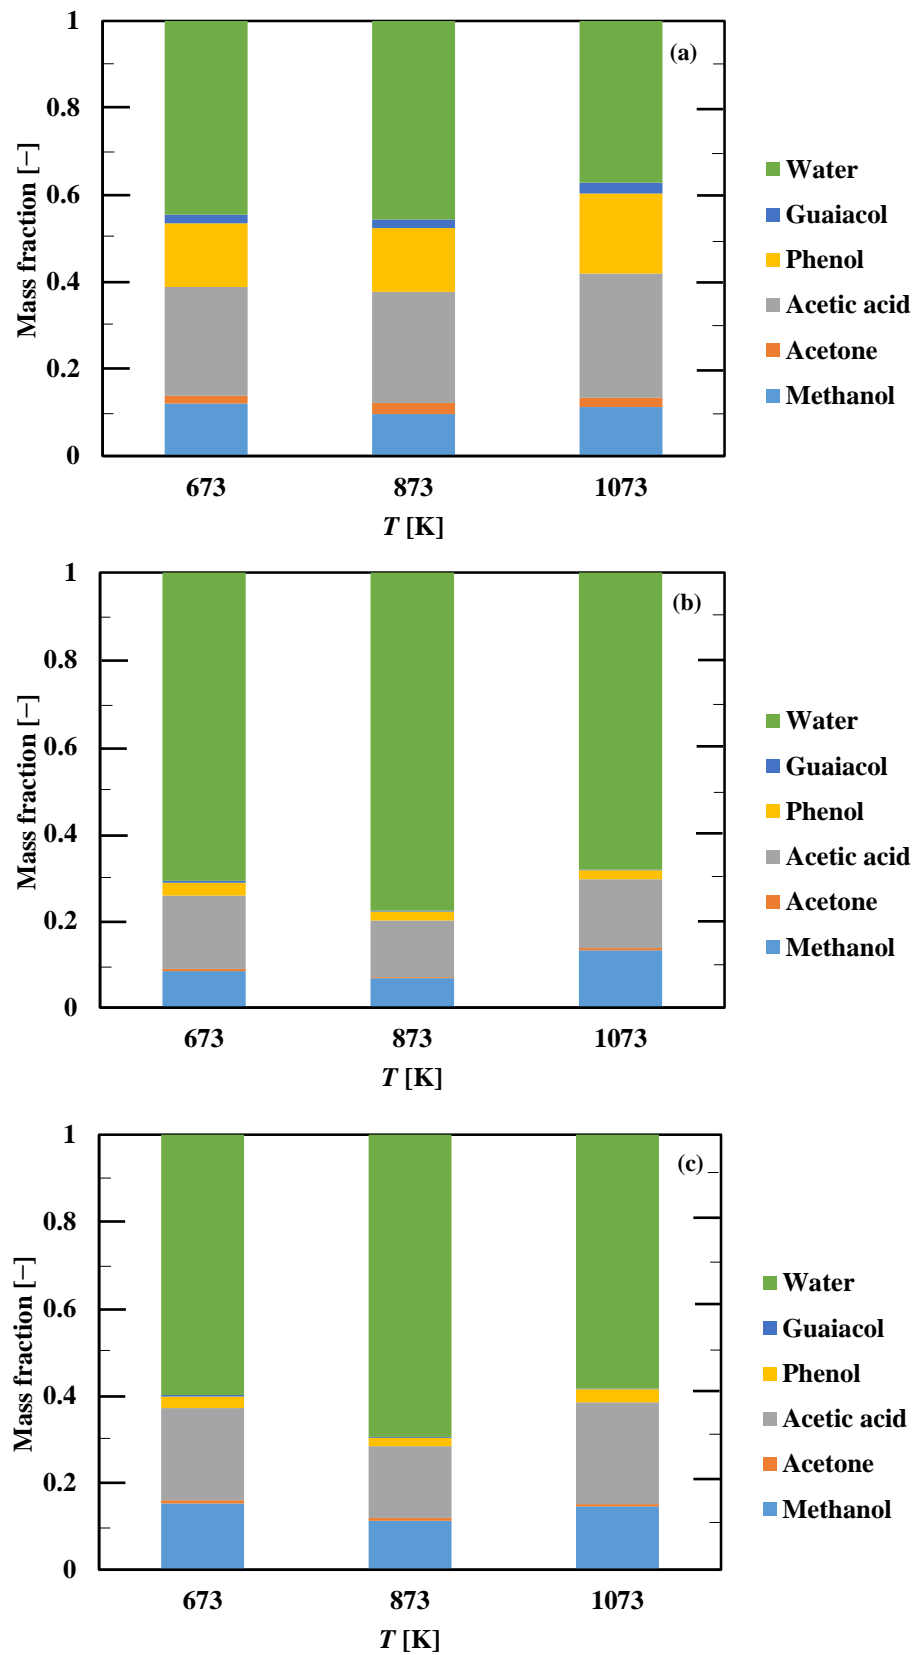 1
(a)
0.8
0.6
0.4
0.2
0
Mass fraction [−]
673 873 1073
T [K]
Water
Guaiacol
Phenol
Acetic acid
Acetone
Methanol
1
(b)
0.8
0.6
0.4
0.2
0
Mass fraction [−]
673 873 1073
T [K]
Water
Guaiacol
Phenol
Acetic acid
Acetone
Methanol
1
(c)
0.8
0.6
0.4
0.2
0
Mass fraction [−]
673 873 1073
T [K]
Water
Guaiacol
Phenol
Acetic acid
Acetone
Methanol